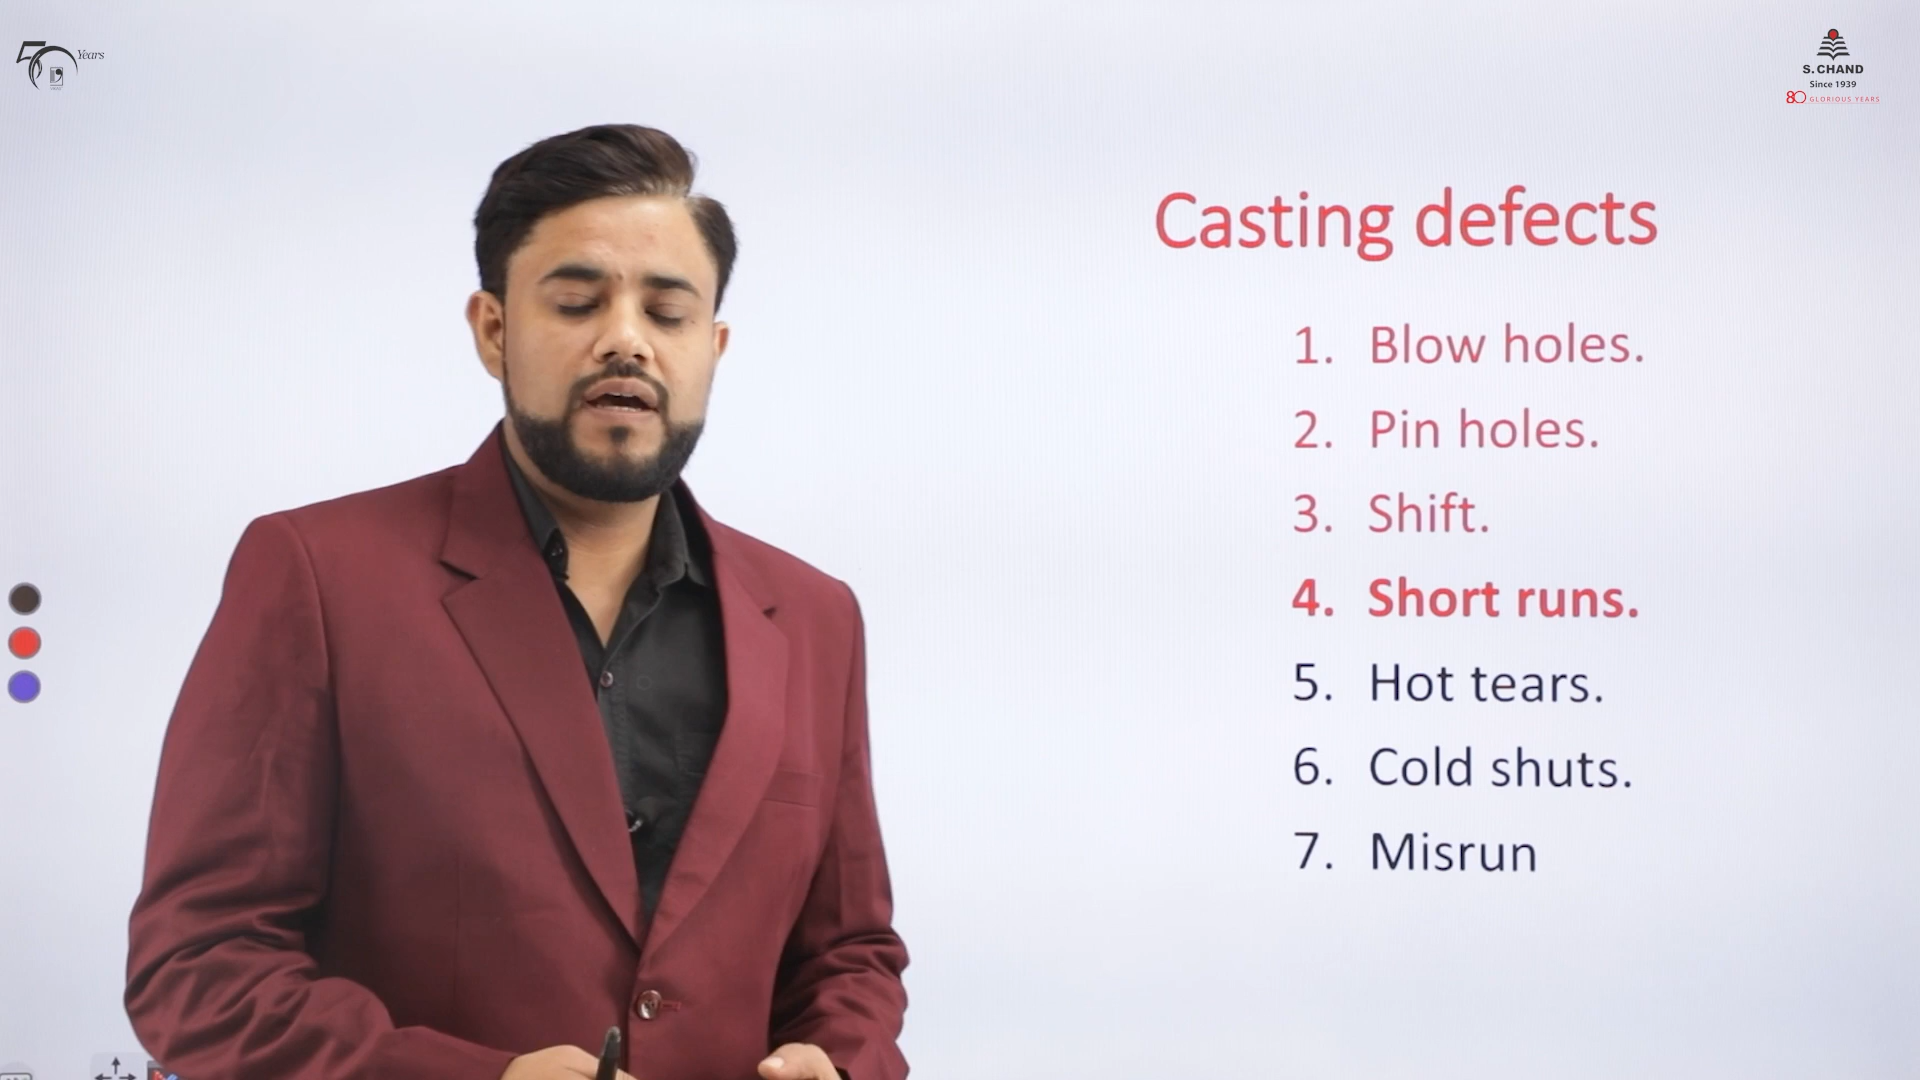 50 Years
S. CHAND
Since 1939
80 GLORIOUS YEARS
Casting defects
1. Blow holes.
2. Pin holes.
3. Shift.
4. Short runs.
5. Hot tears.
6. Cold shuts.
7. Misrun